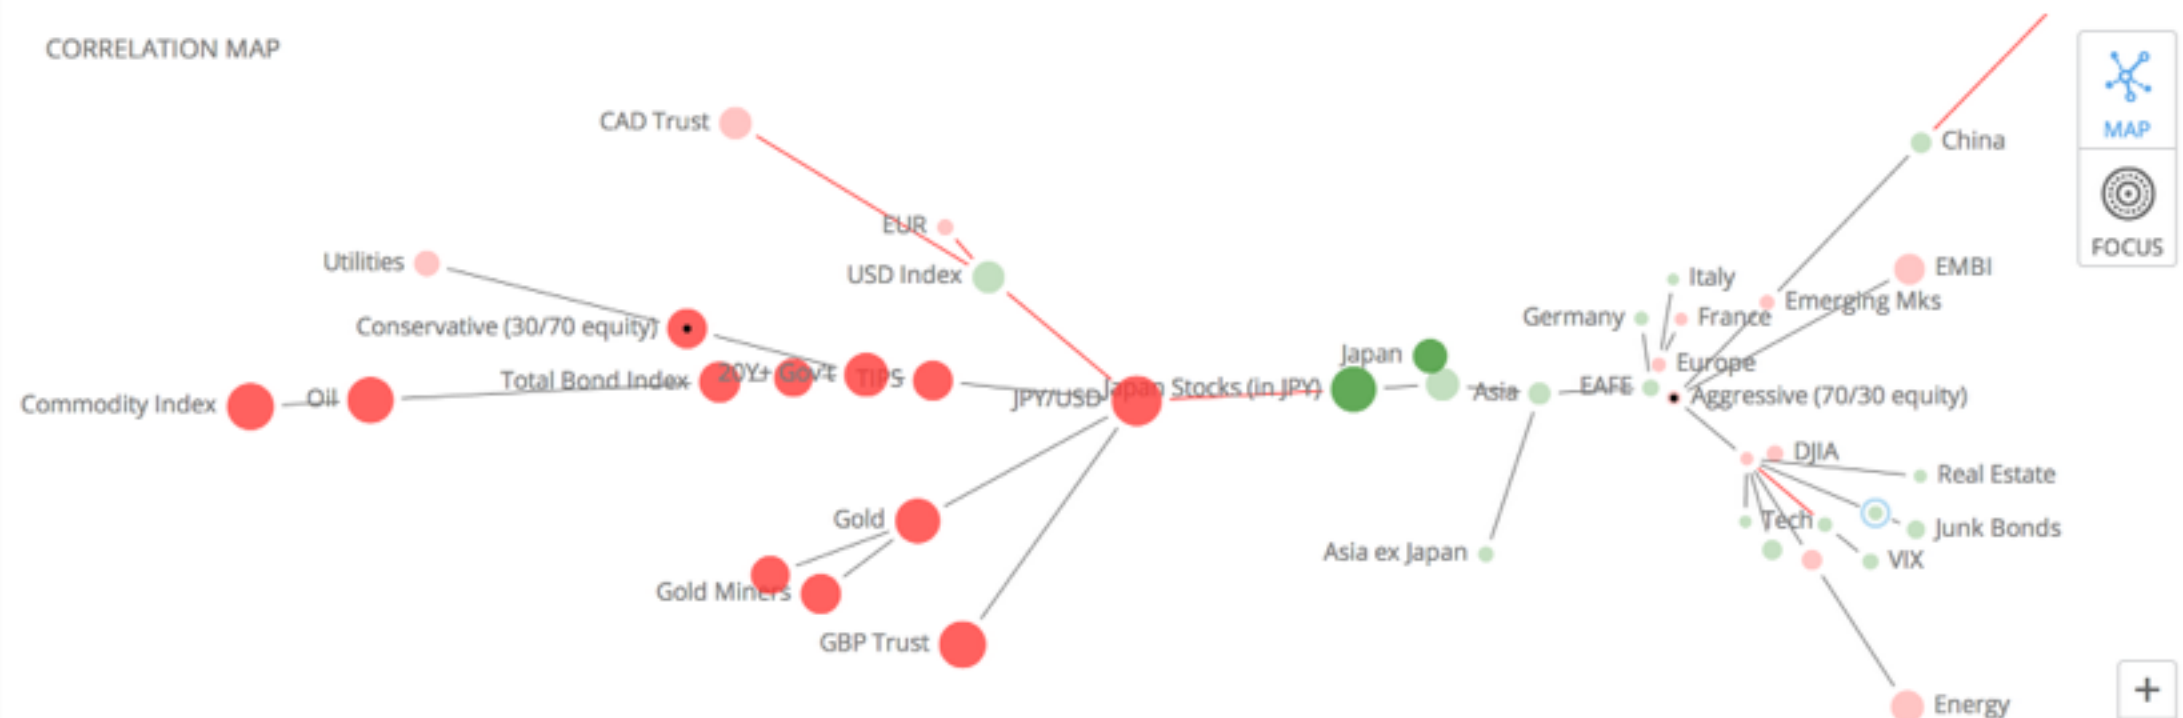 CORRELATION MAP
CAD Trust
China
MAP
EUR
FOCUS
Utilities
USD Index
EMBI
Italy
Emerging Mks
Germany
France
Conservative (30/70 equity)
Japan
Europe
20Y+ Gov't
TIPS
Total Bond Index
Japan Stocks (in JPY)
Asia
EAFE
Oil
JPY/USD
Aggressive (70/30 equity)
Commodity Index
DJIA
Real Estate
Gold
Tech
Junk Bonds
Asia ex Japan
VIX
Gold Miners
GBP Trust
Energy
+